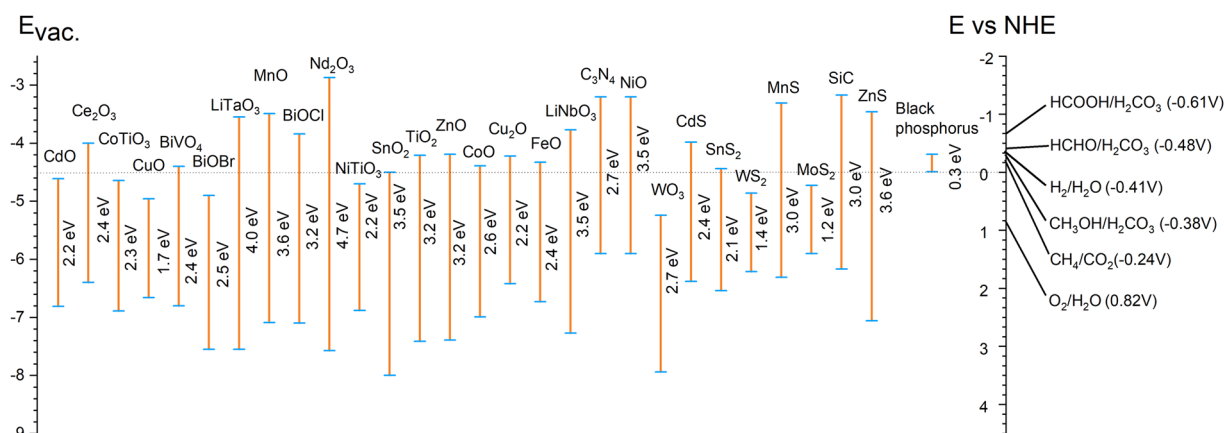 E_vac.
E vs NHE
-3
-5
-6
-7
-8
-9
CdO
2.2 eV
Ce₂O₃
2.4 eV
CoTiO₃
2.3 eV
CuO
1.7 eV
BiVO₄
2.4 eV
BiOBr
2.5 eV
LiTaO₃
4.0 eV
MnO
3.6 eV
BiOCl
3.2 eV
Nd₂O₃
4.7 eV
NiTiO₃
2.2 eV
SnO₂
3.5 eV
TiO₂
3.2 eV
ZnO
3.2 eV
CoO
2.6 eV
Cu₂O
2.2 eV
FeO
2.4 eV
LiNbO₃
3.5 eV
C₃N₄
2.7 eV
NiO
3.5 eV
WO₃
2.7 eV
CdS
2.4 eV
SnS₂
2.1 eV
WS₂
1.4 eV
MnS
3.0 eV
MoS₂
1.2 eV
SiC
3.0 eV
ZnS
3.6 eV
Black
phosphorus
0.3 eV
-2
-1
0
1
2
3
4
HCOOH/H₂CO₃ (-0.61V)
HCHO/H₂CO₃ (-0.48V)
H₂/H₂O (-0.41V)
CH₃OH/H₂CO₃ (-0.38V)
CH₄/CO₂(-0.24V)
O₂/H₂O (0.82V)